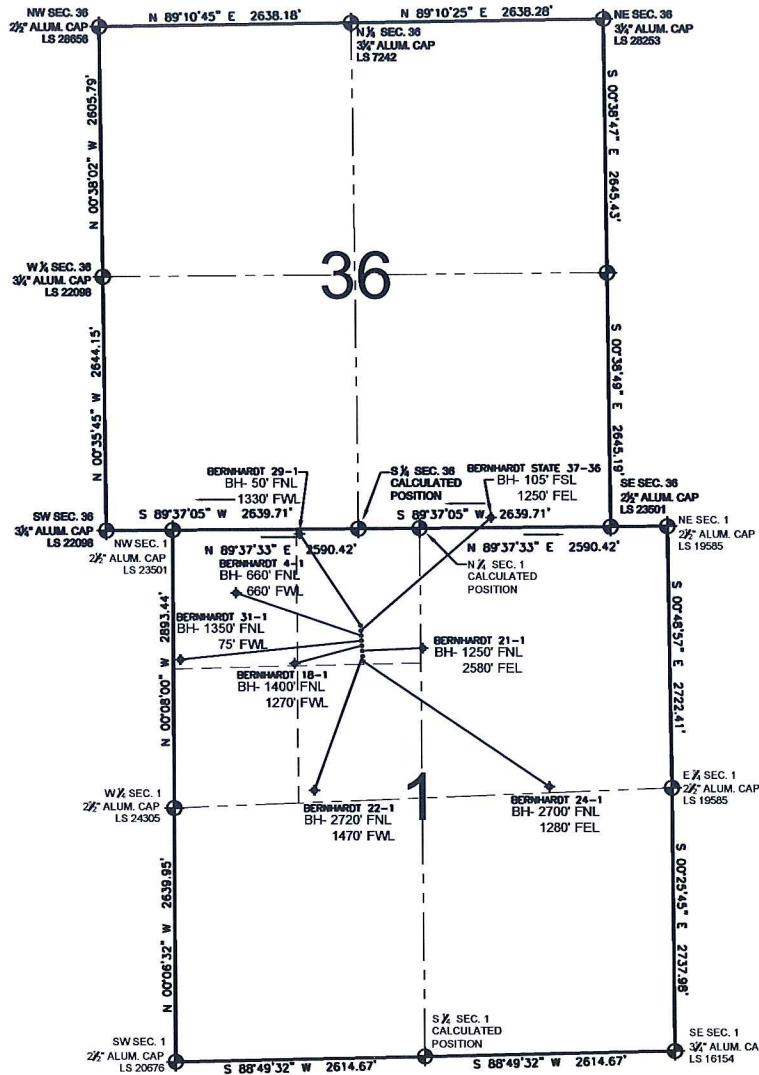 NW SEC. 36
2½" ALUM. CAP
LS 28656
N 89°10'45" E 2638.18'
N ¼ SEC. 36
3¼" ALUM. CAP
LS 7242
N 89°10'25" E 2638.28'
NE SEC. 36
3¼" ALUM. CAP
LS 28253
N 00°38'02" W 2605.79'
S 00°38'47" E 2645.43'
W ¼ SEC. 36
3¼" ALUM. CAP
LS 22098
36
N 00°35'45" W 2644.15'
S 00°38'49" E 2645.19'
BERNHARDT 29-1
BH- 50' FNL
1330' FWL
S ¼ SEC. 36
CALCULATED
POSITION
BERNHARDT STATE 37-36
BH- 105' FSL
1250' FEL
SE SEC. 36
2½" ALUM. CAP
LS 23501
SW SEC. 36
3¼" ALUM. CAP
LS 22098
S 89°37'05" W 2639.71'
S 89°37'05" W 2639.71'
NW SEC. 1
2½" ALUM. CAP
LS 23501
N 89°37'33" E 2590.42'
N 89°37'33" E 2590.42'
NE SEC. 1
2½" ALUM. CAP
LS 19585
N ¼ SEC. 1
CALCULATED
POSITION
BERNHARDT 4-1
BH- 660' FNL
660' FWL
BERNHARDT 31-1
BH- 1350' FNL
75' FWL
BERNHARDT 21-1
BH- 1250' FNL
2580' FEL
BERNHARDT 18-1
BH- 1400' FNL
1270' FWL
N 00°08'00" W 2893.44'
S 00°48'57" E 2722.41'
W ¼ SEC. 1
2½" ALUM. CAP
LS 24305
E ¼ SEC. 1
2½" ALUM. CAP
LS 19585
1
BERNHARDT 22-1
BH- 2720' FNL
1470' FWL
BERNHARDT 24-1
BH- 2700' FNL
1280' FEL
N 00°06'32" W 2639.95'
S 00°25'45" E 2737.98'
SW SEC. 1
2½" ALUM. CAP
LS 20676
S 88°49'32" W 2614.67'
S ¼ SEC. 1
CALCULATED
POSITION
S 88°49'32" W 2614.67'
SE SEC. 1
3¼" ALUM. CA
LS 16154